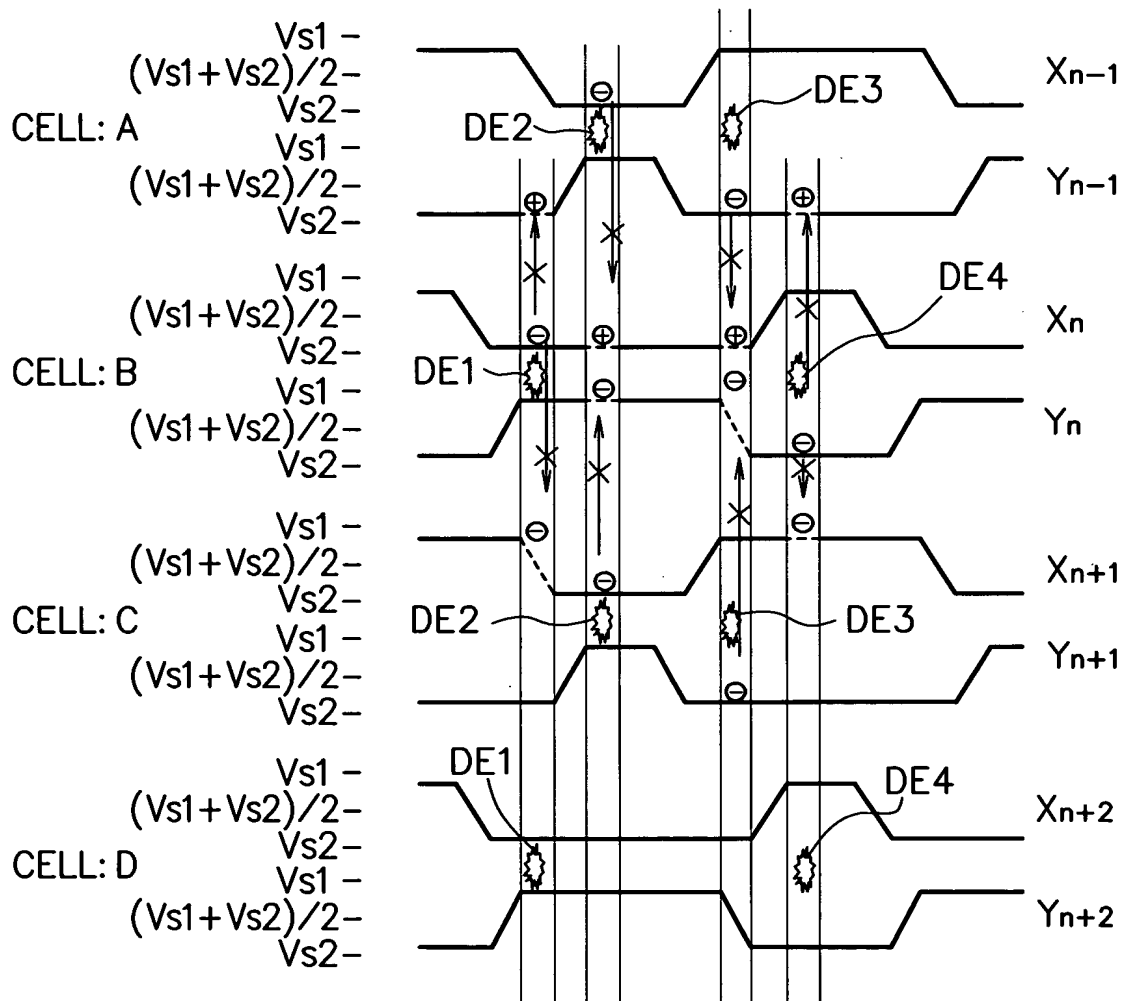 Vs1
(Vs1+Vs2)/2
Vs2
CELL: A
Vs1
(Vs1+Vs2)/2
Vs2
DE2
DE3
Xn-1
Yn-1
⊖
⊕
⊖
⊕
Vs1
(Vs1+Vs2)/2
Vs2
CELL: B
Vs1
(Vs1+Vs2)/2
Vs2
DE1
DE4
Xn
Yn
⊖
⊕
⊕
⊖
⊖
⊖
Vs1
(Vs1+Vs2)/2
Vs2
CELL: C
Vs1
(Vs1+Vs2)/2
Vs2
DE2
DE3
Xn+1
Yn+1
⊖
⊖
⊖
⊖
Vs1
(Vs1+Vs2)/2
Vs2
CELL: D
Vs1
(Vs1+Vs2)/2
Vs2
DE1
DE4
Xn+2
Yn+2